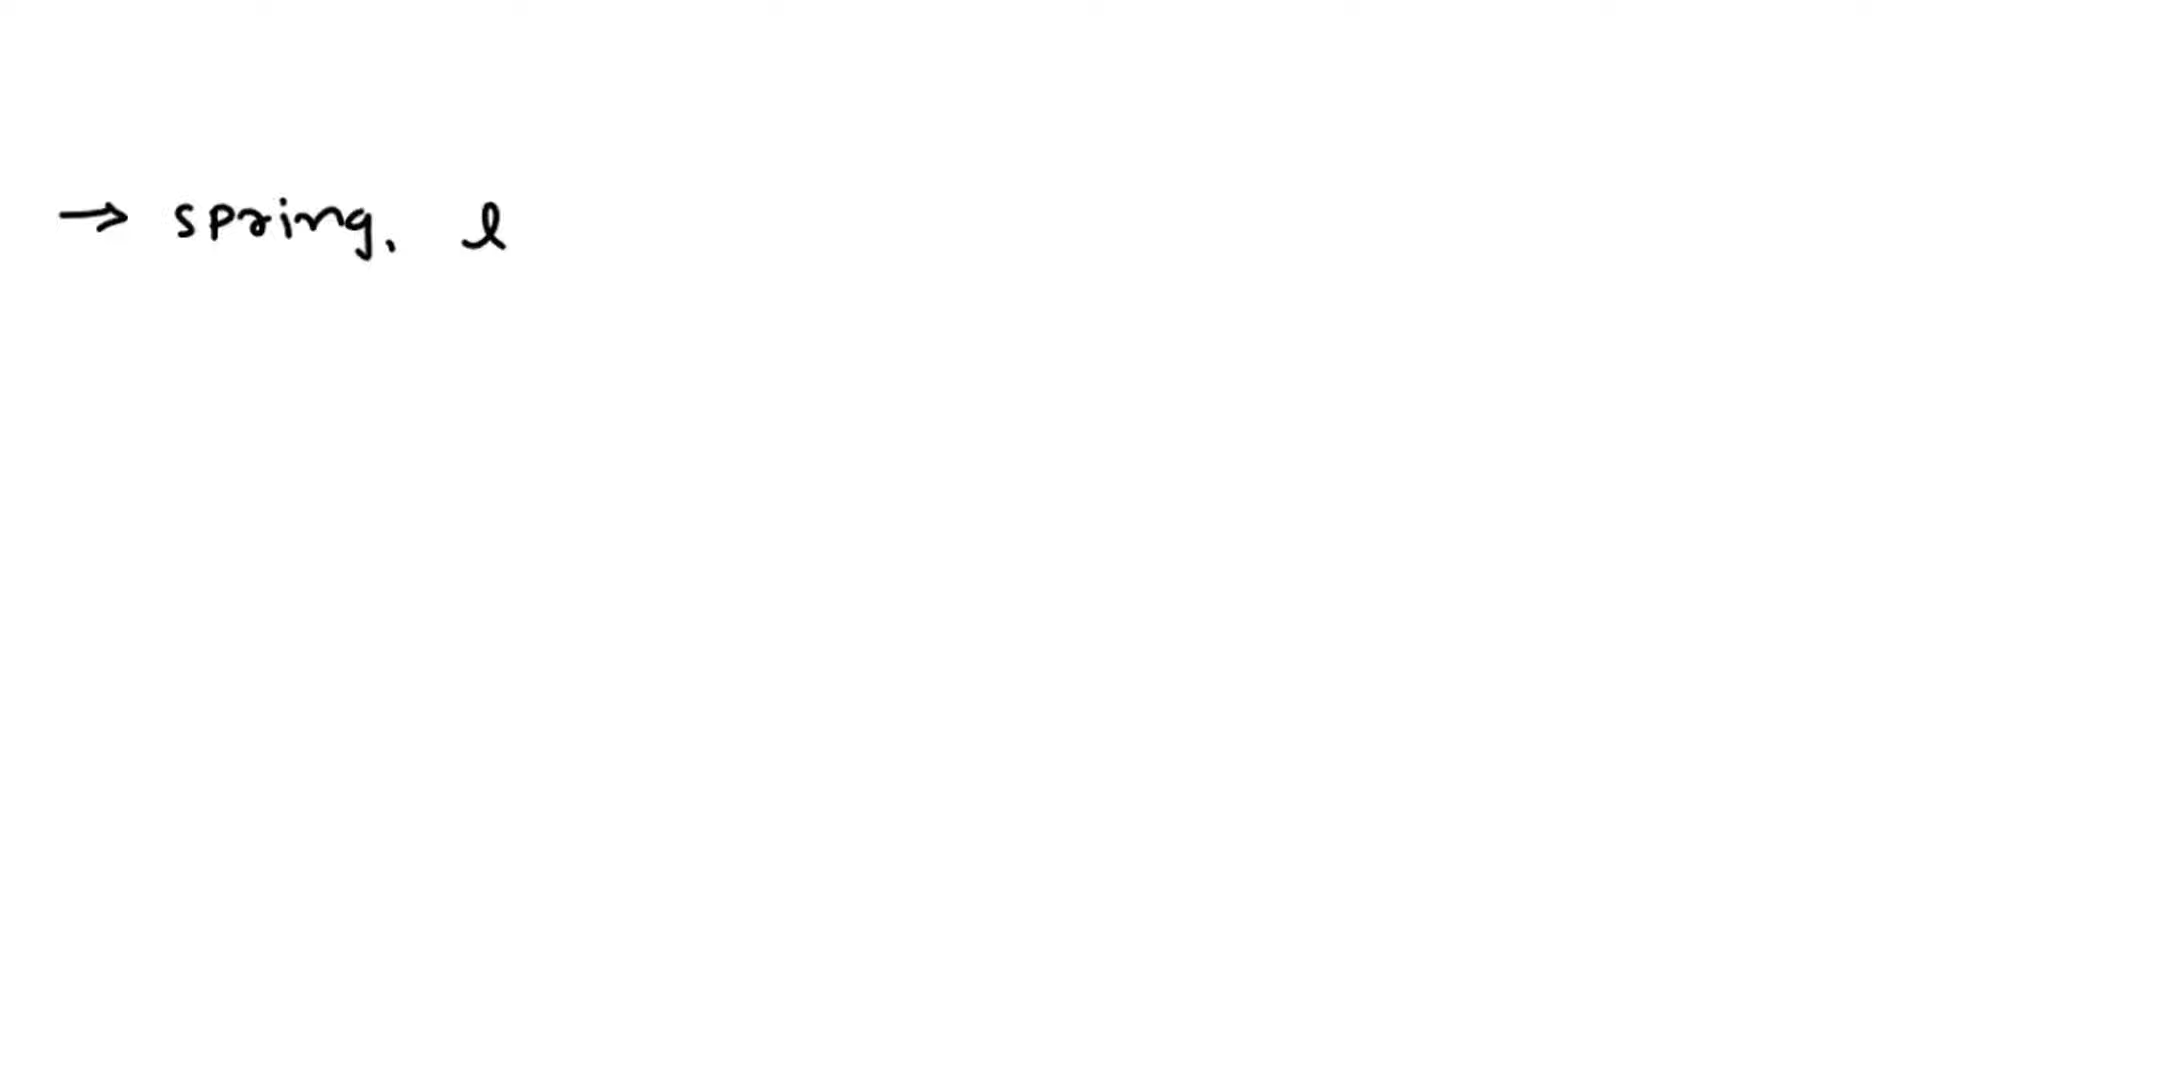 → spring, l